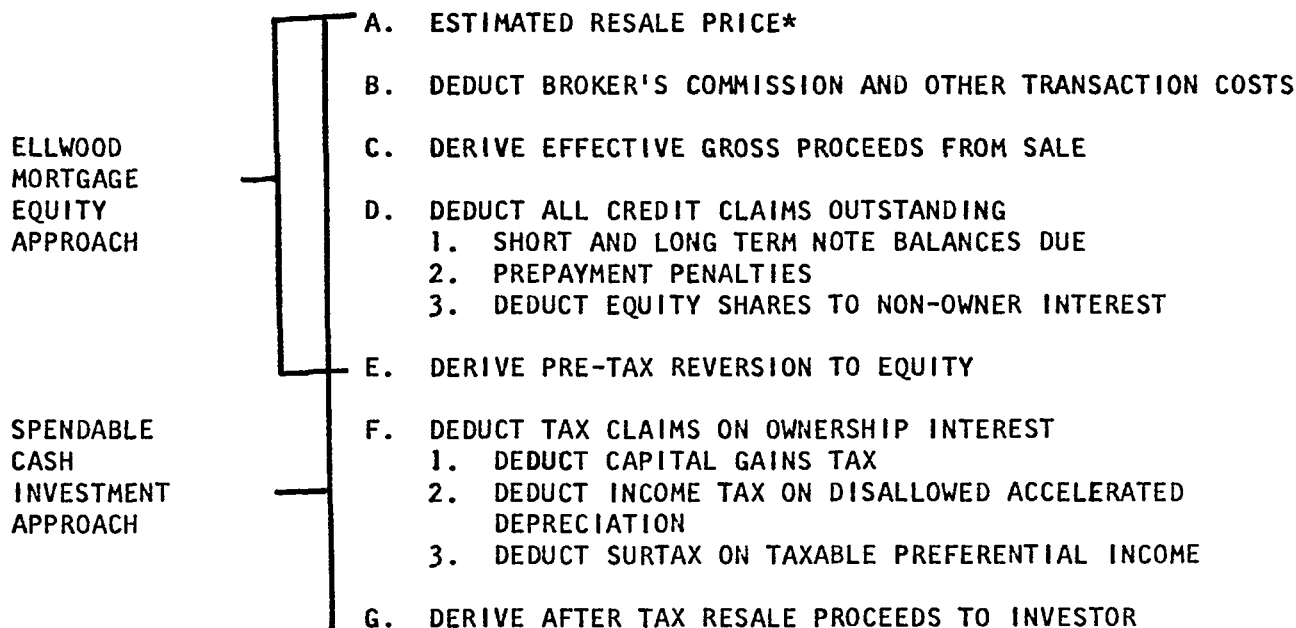 A. ESTIMATED RESALE PRICE*
B. DEDUCT BROKER'S COMMISSION AND OTHER TRANSACTION COSTS
ELLWOOD
MORTGAGE
EQUITY
APPROACH
C. DERIVE EFFECTIVE GROSS PROCEEDS FROM SALE
D. DEDUCT ALL CREDIT CLAIMS OUTSTANDING
1. SHORT AND LONG TERM NOTE BALANCES DUE
2. PREPAYMENT PENALTIES
3. DEDUCT EQUITY SHARES TO NON-OWNER INTEREST
E. DERIVE PRE-TAX REVERSION TO EQUITY
SPENDABLE
CASH
INVESTMENT
APPROACH
F. DEDUCT TAX CLAIMS ON OWNERSHIP INTEREST
1. DEDUCT CAPITAL GAINS TAX
2. DEDUCT INCOME TAX ON DISALLOWED ACCELERATED
DEPRECIATION
3. DEDUCT SURTAX ON TAXABLE PREFERENTIAL INCOME
G. DERIVE AFTER TAX RESALE PROCEEDS TO INVESTOR